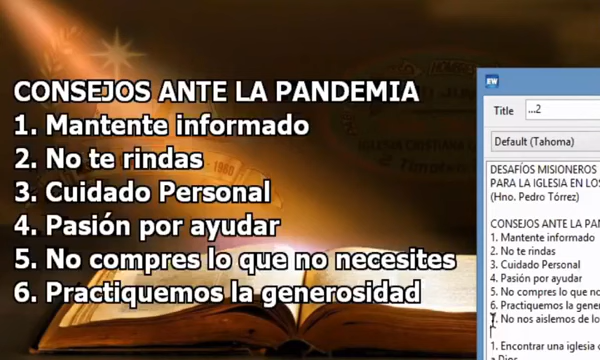 CONSEJOS ANTE LA PANDEMIA
1. Mantente informado
2. No te rindas
3. Cuidado Personal
4. Pasión por ayudar
5. No compres lo que no necesites
6. Practiquemos la generosidad
1980
EW
Title ...2
Default (Tahoma)
DESAFÍOS MISIONEROS
PARA LA IGLESIA EN LOS
(Hno. Pedro Tórrez)
CONSEJOS ANTE LA
1. Mantente informado
2. No te rindas
3. Cuidado Personal
4. Pasión por ayudar
5. No compres lo que
6. Practiquemos la
7. No nos aislemos de
1. Encontrar una iglesia
a Dios